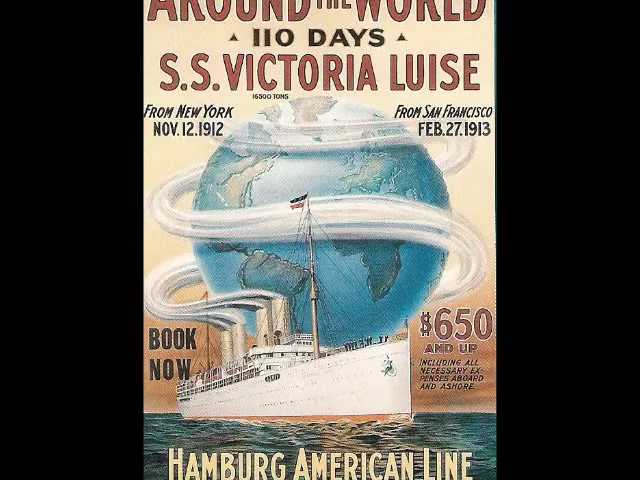 AROUND THE WORLD
110 DAYS
S.S. VICTORIA LUISE
16500 TONS
FROM NEW YORK
NOV. 12. 1912
FROM SAN FRANCISCO
FEB. 27. 1913
BOOK
NOW
$650
AND UP
INCLUDING ALL
NECESSARY EX-
PENSES ABOARD
AND ASHORE.
HAMBURG AMERICAN LINE